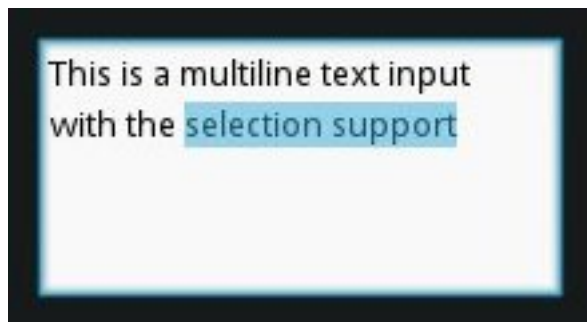 This is a multiline text input
with the selection support